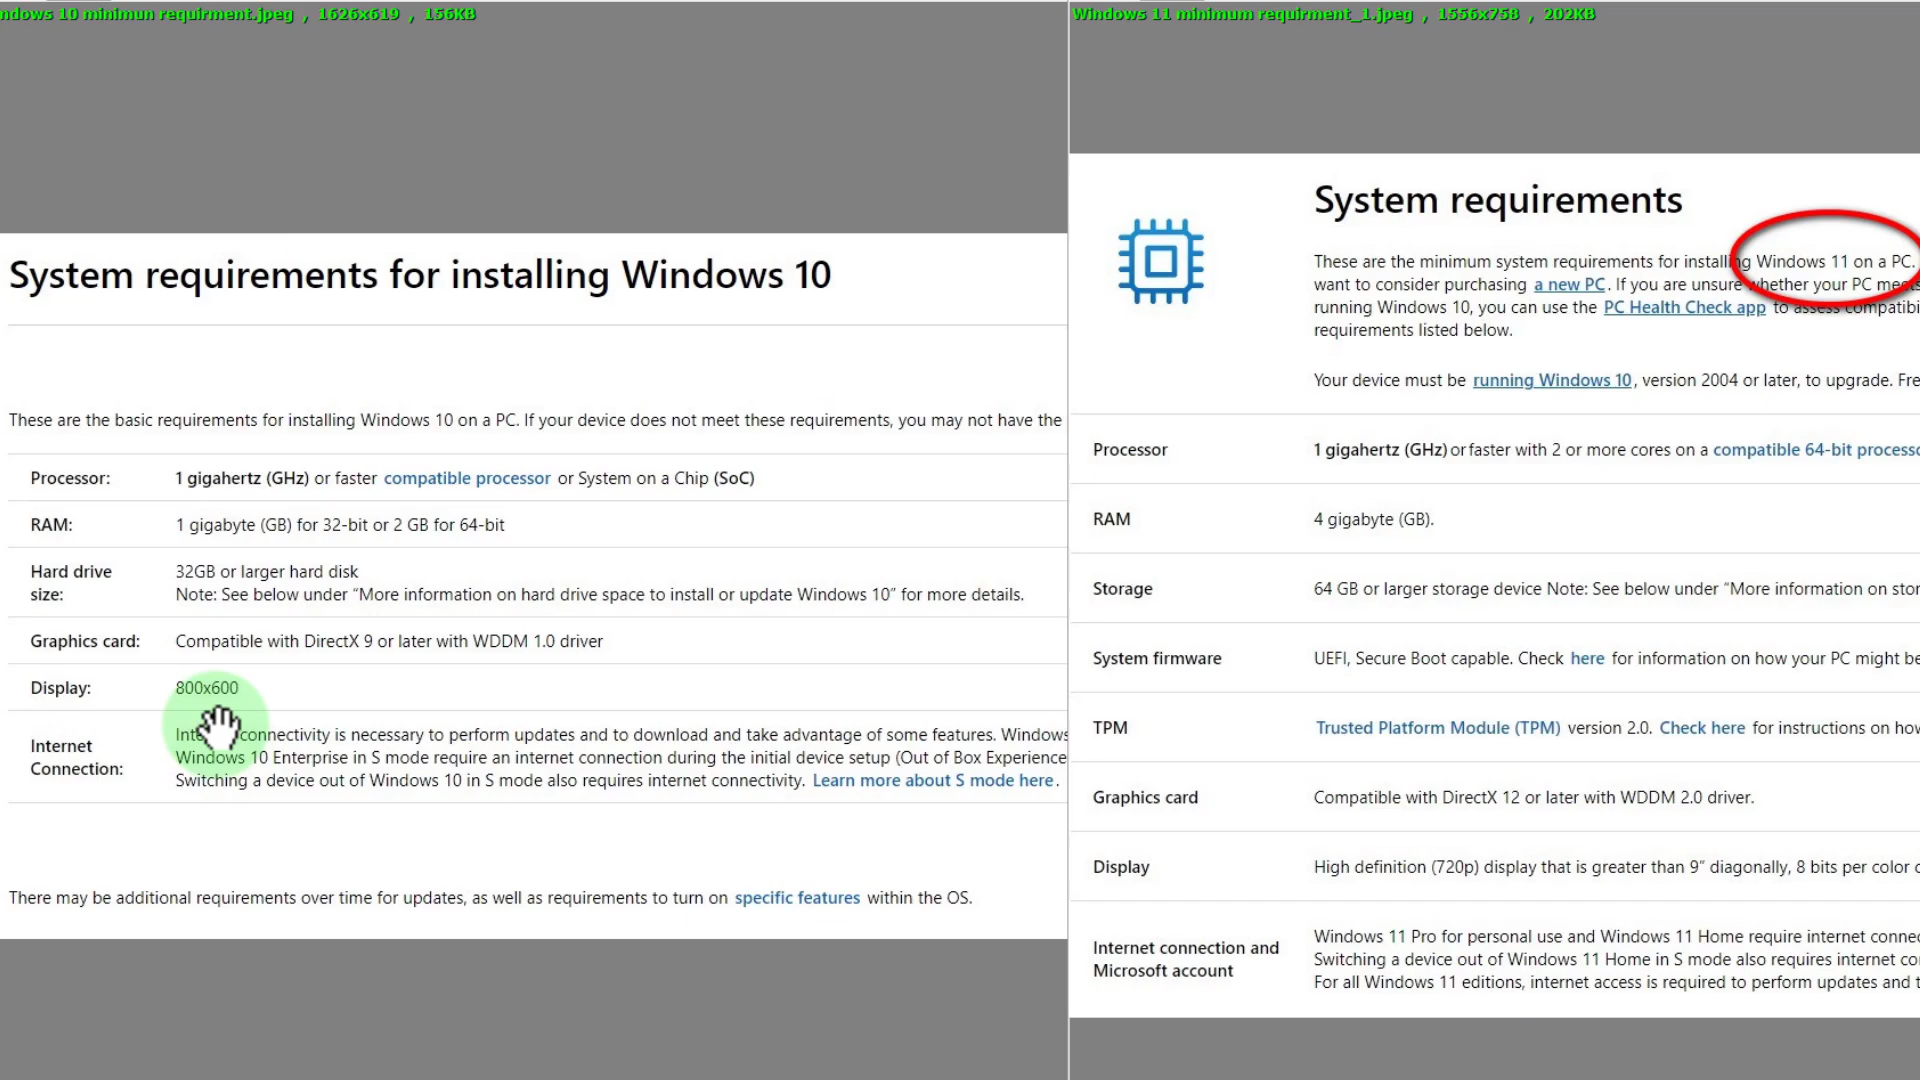 ndows 10 minimun requirment.jpeg , 1626x619 , 156KB
System requirements for installing Windows 10
These are the basic requirements for installing Windows 10 on a PC. If your device does not meet these requirements, you may not have the
Processor: 1 gigahertz (GHz) or faster compatible processor or System on a Chip (SoC)
RAM: 1 gigabyte (GB) for 32-bit or 2 GB for 64-bit
Hard drive size: 32GB or larger hard disk
Note: See below under “More information on hard drive space to install or update Windows 10” for more details.
Graphics card: Compatible with DirectX 9 or later with WDDM 1.0 driver
Display: 800x600
Internet Connection: connectivity is necessary to perform updates and to download and take advantage of some features. Windows
Windows 10 Enterprise in S mode require an internet connection during the initial device setup (Out of Box Experience
Switching a device out of Windows 10 in S mode also requires internet connectivity. Learn more about S mode here.
There may be additional requirements over time for updates, as well as requirements to turn on specific features within the OS.
Windows 11 minimum requirment_1.jpeg , 1556x758 , 202KB
System requirements
These are the minimum system requirements for installing Windows 11 on a PC.
want to consider purchasing a new PC. If you are unsure whether your PC meets
running Windows 10, you can use the PC Health Check app to assess compatibi
requirements listed below.
Your device must be running Windows 10, version 2004 or later, to upgrade. Fre
Processor 1 gigahertz (GHz) or faster with 2 or more cores on a compatible 64-bit processo
RAM 4 gigabyte (GB).
Storage 64 GB or larger storage device Note: See below under “More information on stor
System firmware UEFI, Secure Boot capable. Check here for information on how your PC might be
TPM Trusted Platform Module (TPM) version 2.0. Check here for instructions on how
Graphics card Compatible with DirectX 12 or later with WDDM 2.0 driver.
Display High definition (720p) display that is greater than 9” diagonally, 8 bits per color c
Internet connection and Microsoft account Windows 11 Pro for personal use and Windows 11 Home require internet connec
Switching a device out of Windows 11 Home in S mode also requires internet co
For all Windows 11 editions, internet access is required to perform updates and t